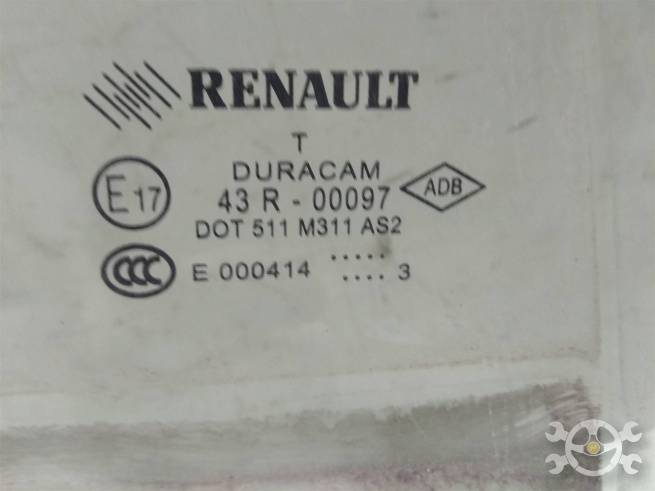 RENAULT
T
DURACAM
E17
43 R - 00097
ADB
DOT 511 M311 AS2
CCC
E 000414 ..... .... 3